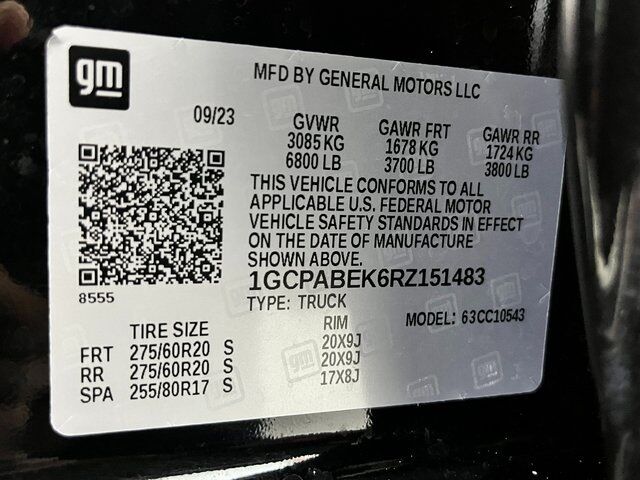 gm
MFD BY GENERAL MOTORS LLC
09/23
GVWR GAWR FRT GAWR RR
3085 KG 1678 KG 1724 KG
6800 LB 3700 LB 3800 LB
THIS VEHICLE CONFORMS TO ALL
APPLICABLE U.S. FEDERAL MOTOR
VEHICLE SAFETY STANDARDS IN EFFECT
ON THE DATE OF MANUFACTURE
SHOWN ABOVE.
8555
1GCPABEK6RZ151483
TYPE: TRUCK
MODEL: 63CC10543
TIRE SIZE RIM
FRT 275/60R20 S 20X9J
RR 275/60R20 S 20X9J
SPA 255/80R17 S 17X8J